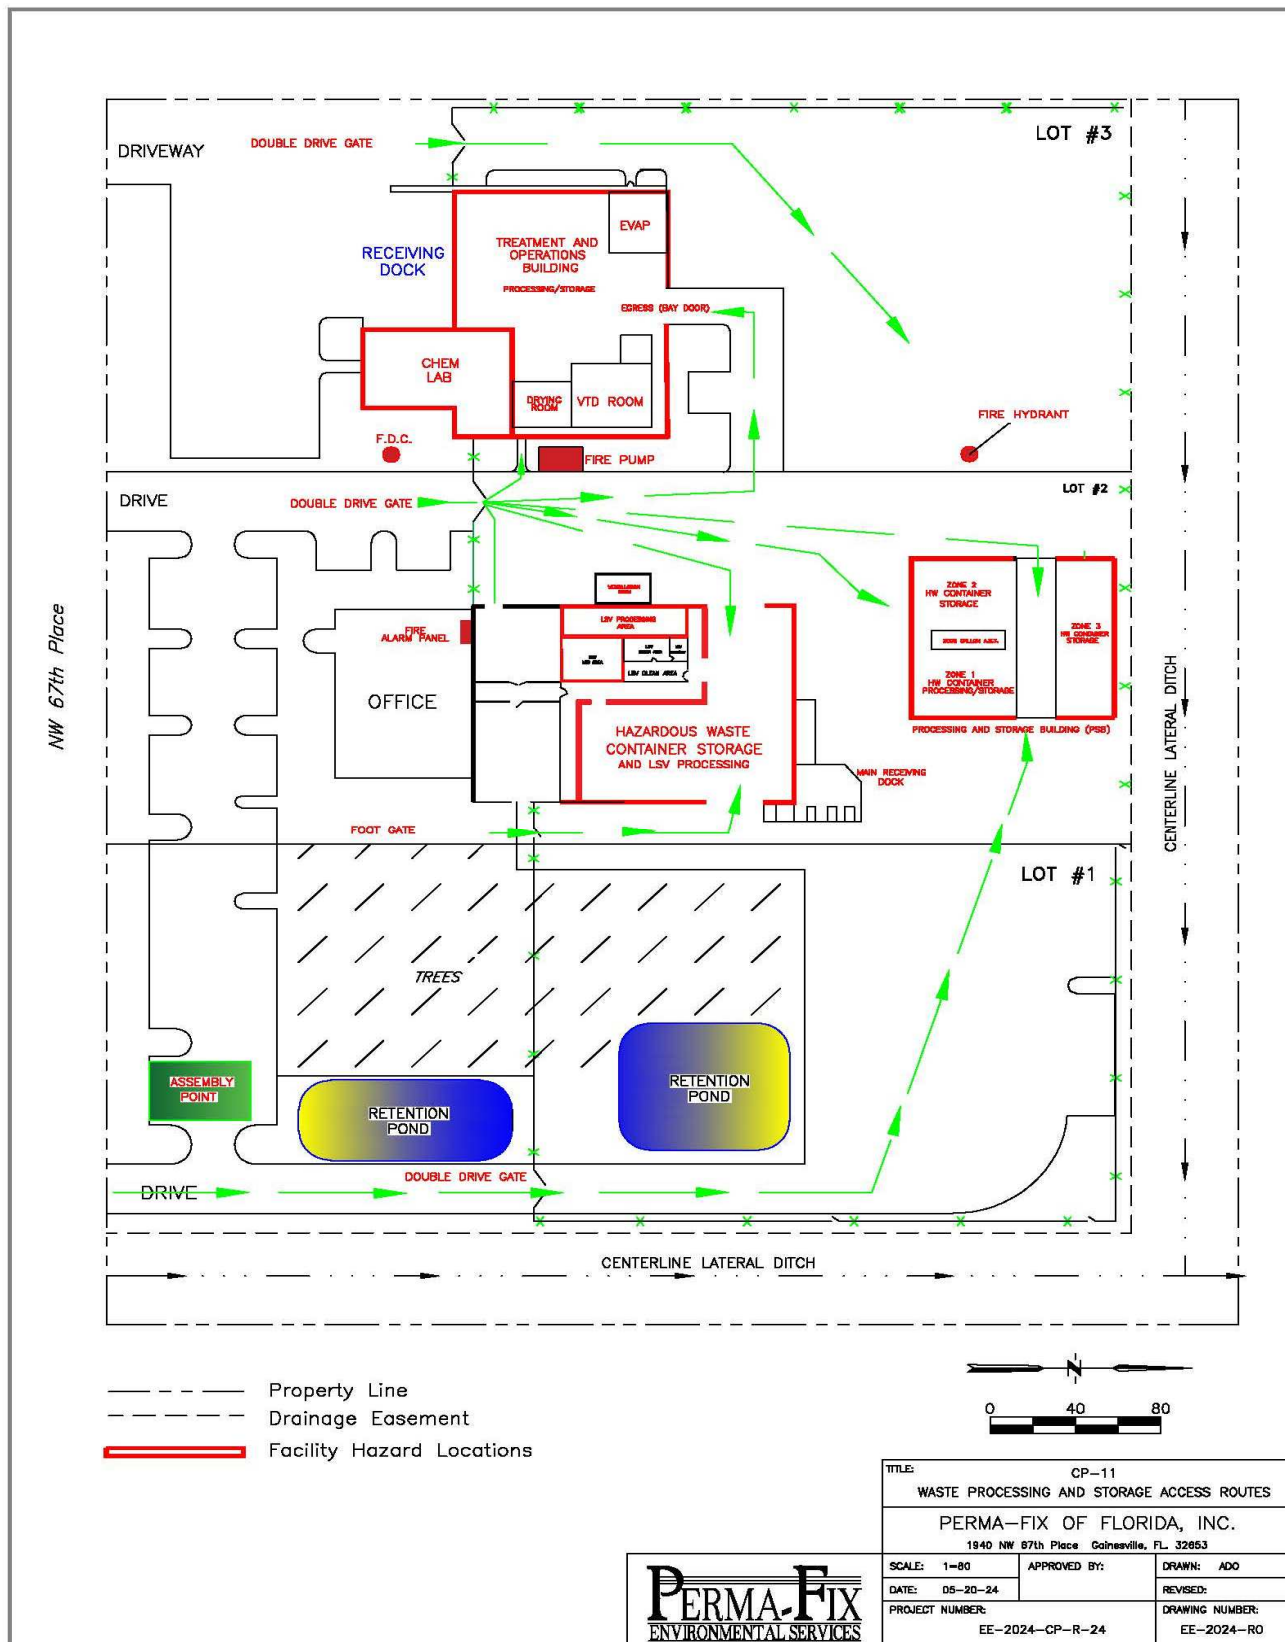 LOT #3
DRIVEWAY
DOUBLE DRIVE GATE
EVAP
TREATMENT AND
OPERATIONS
BUILDING
PROCESSING/STORAGE
RECEIVING
DOCK
EGRESS (BAY DOOR)
CHEM
LAB
DRYING
ROOM
VTD ROOM
F.D.C.
FIRE PUMP
FIRE HYDRANT
DRIVE
DOUBLE DRIVE GATE
LOT #2
NW 67th Place
FIRE
ALARM PANEL
OFFICE
LSV PROCESSING
AREA
LSV CLEAN AREA
HAZARDOUS WASTE
CONTAINER STORAGE
AND LSV PROCESSING
ZONE 2
HW CONTAINER
STORAGE
ZONE 3
HW CONTAINER
STORAGE
ZONE 1
HW CONTAINER
PROCESSING/STORAGE
PROCESSING AND STORAGE BUILDING (PSB)
MAIN RECEIVING
DOCK
CENTERLINE LATERAL DITCH
FOOT GATE
LOT #1
TREES
ASSEMBLY
POINT
RETENTION
POND
RETENTION
POND
DOUBLE DRIVE GATE
DRIVE
CENTERLINE LATERAL DITCH
N
0 40 80
Property Line
Drainage Easement
Facility Hazard Locations
TITLE:
CP-11
WASTE PROCESSING AND STORAGE ACCESS ROUTES
PERMA-FIX OF FLORIDA, INC.
1940 NW 67th Place Gainesville, FL. 32653
SCALE: 1=80
APPROVED BY:
DRAWN: ADO
DATE: 05-20-24
REVISED:
PROJECT NUMBER:
EE-2024-CP-R-24
DRAWING NUMBER:
EE-2024-R0
PERMA-FIX
ENVIRONMENTAL SERVICES